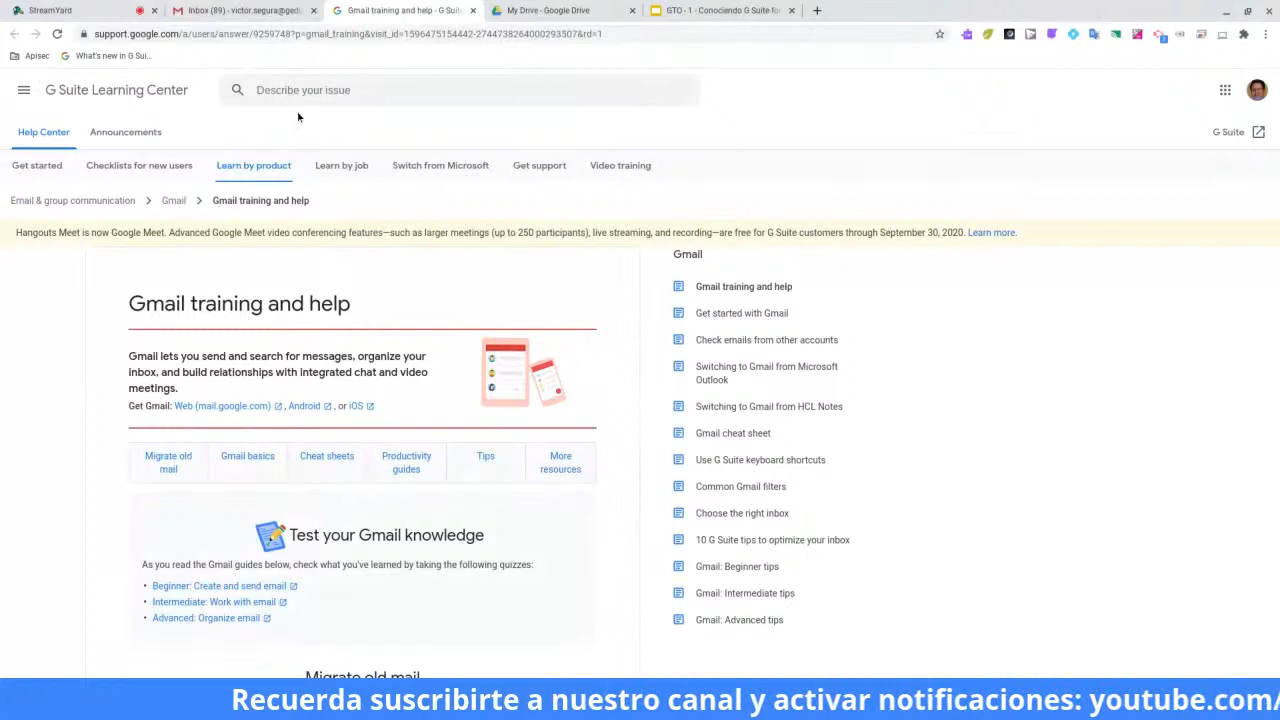 StreamYard
Inbox (89) - victor.segura@ged
Gmail training and help - G Suit
My Drive - Google Drive
GTO - 1 - Conociendo G Suite fo
support.google.com/a/users/answer/9259748?p=gmail_training&visit_id=1596475154442-2744738264000293507&rd=1
Apisec
What's new in G Sui...
G Suite Learning Center
Describe your issue
Help Center
Announcements
G Suite
Get started
Checklists for new users
Learn by product
Learn by job
Switch from Microsoft
Get support
Video training
Email & group communication > Gmail > Gmail training and help
Hangouts Meet is now Google Meet. Advanced Google Meet video conferencing features—such as larger meetings (up to 250 participants), live streaming, and recording—are free for G Suite customers through September 30, 2020. Learn more.
Gmail training and help
Gmail lets you send and search for messages, organize your
inbox, and build relationships with integrated chat and video
meetings.
Get Gmail: Web (mail.google.com), Android, or iOS
Migrate old
mail
Gmail basics
Cheat sheets
Productivity
guides
Tips
More
resources
Test your Gmail knowledge
As you read the Gmail guides below, check what you've learned by taking the following quizzes:
• Beginner: Create and send email
• Intermediate: Work with email
• Advanced: Organize email
Migrate old mail
Gmail
Gmail training and help
Get started with Gmail
Check emails from other accounts
Switching to Gmail from Microsoft
Outlook
Switching to Gmail from HCL Notes
Gmail cheat sheet
Use G Suite keyboard shortcuts
Common Gmail filters
Choose the right inbox
10 G Suite tips to optimize your inbox
Gmail: Beginner tips
Gmail: Intermediate tips
Gmail: Advanced tips
Recuerda suscribirte a nuestro canal y activar notificaciones: youtube.com/